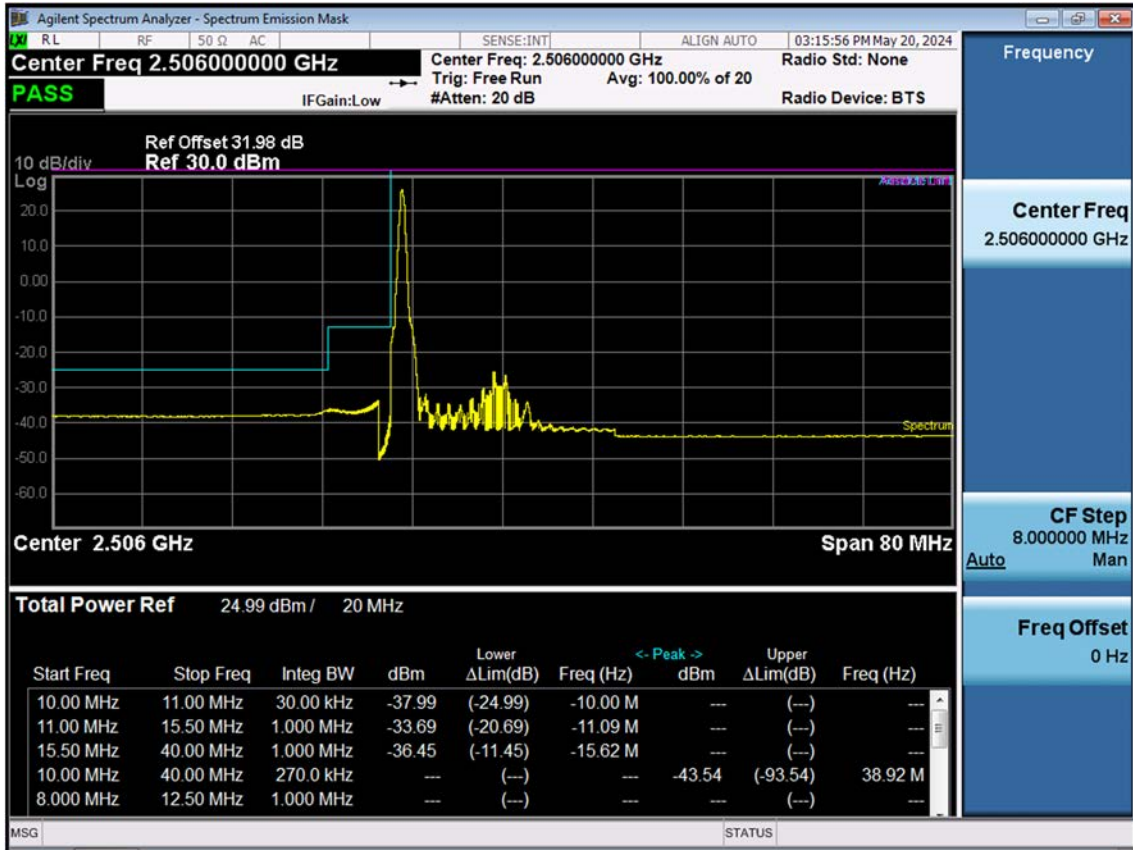 Agilent Spectrum Analyzer - Spectrum Emission Mask
LXI RL RF 50 Ω AC SENSE:INT ALIGN AUTO 03:15:56 PM May 20, 2024
Center Freq 2.506000000 GHz
Center Freq: 2.506000000 GHz
Radio Std: None
Trig: Free Run
Avg: 100.00% of 20
PASS
IFGain:Low
#Atten: 20 dB
Radio Device: BTS
Ref Offset 31.98 dB
10 dB/div Ref 30.0 dBm
Log
20.0
10.0
0.00
-10.0
-20.0
-30.0
-40.0
Spectrum
-50.0
-60.0
Center 2.506 GHz Span 80 MHz
Total Power Ref 24.99 dBm / 20 MHz
Lower <- Peak -> Upper
Start Freq Stop Freq Integ BW dBm ΔLim(dB) Freq (Hz) dBm ΔLim(dB) Freq (Hz)
10.00 MHz 11.00 MHz 30.00 kHz -37.99 (-24.99) -10.00 M --- (---) ---
11.00 MHz 15.50 MHz 1.000 MHz -33.69 (-20.69) -11.09 M --- (---) ---
15.50 MHz 40.00 MHz 1.000 MHz -36.45 (-11.45) -15.62 M --- (---) ---
10.00 MHz 40.00 MHz 270.0 kHz --- (---) --- -43.54 (-93.54) 38.92 M
8.000 MHz 12.50 MHz 1.000 MHz --- (---) --- --- (---) ---
MSG STATUS
Frequency
Center Freq
2.506000000 GHz
CF Step
8.000000 MHz
Auto Man
Freq Offset
0 Hz